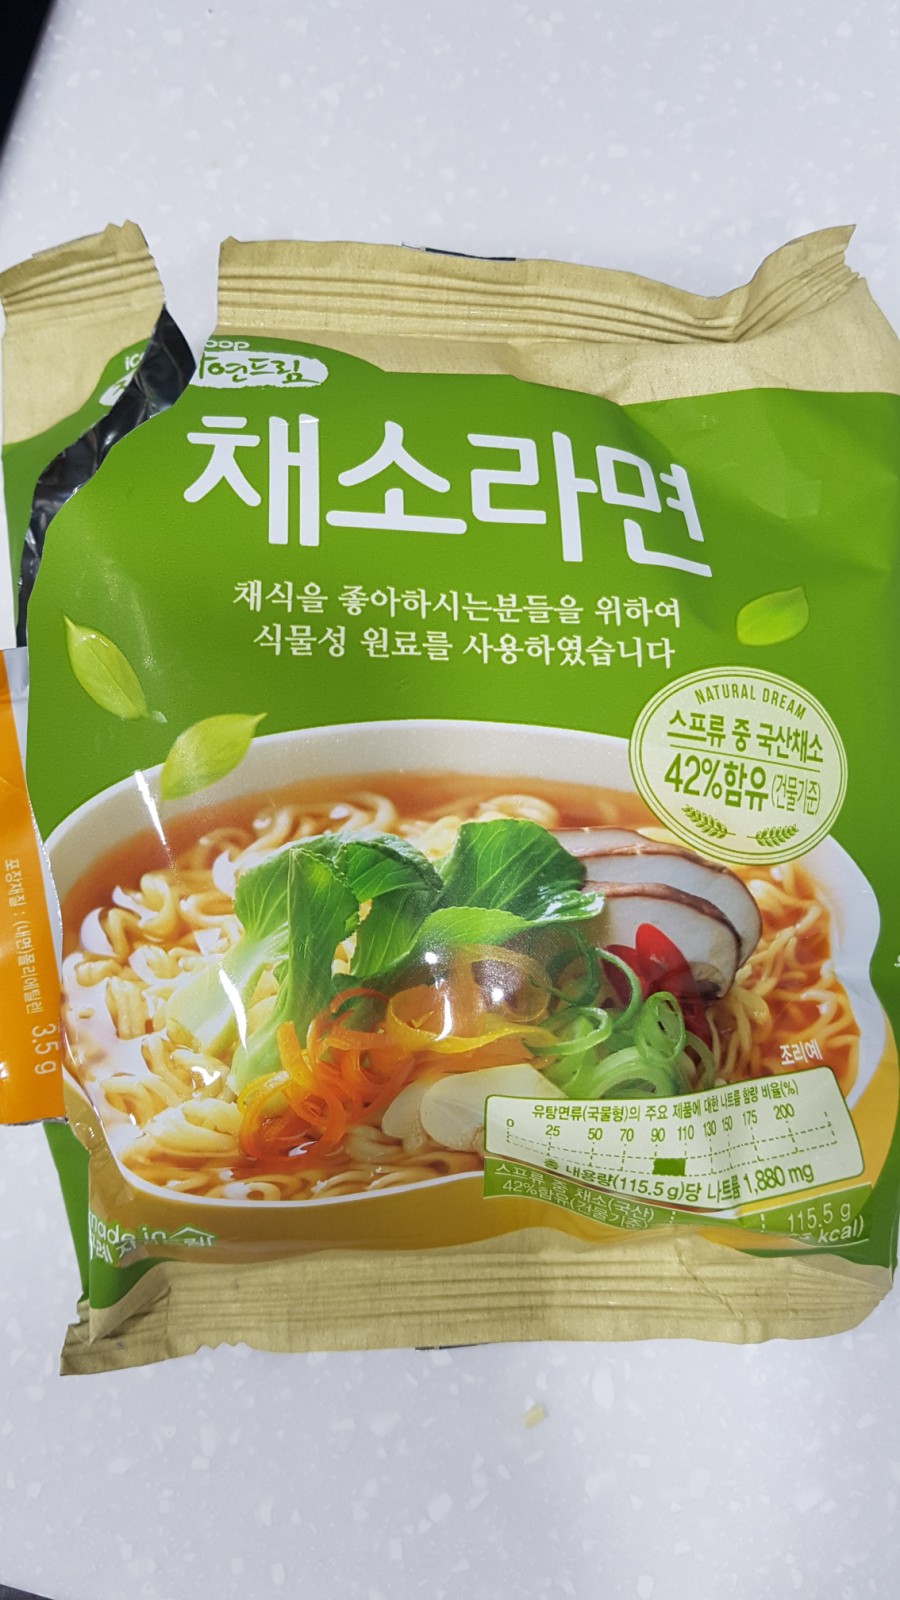 채소라면
채식을 좋아하시는분들을 위하여
식물성 원료를 사용하였습니다
NATURAL DREAM
스프류 중 국산채소
42%함유(건물기준)
포장재질 : (내면)폴리에틸렌 3.5 g
조리예
유탕면류(국물형)의 주요 제품에 대한 나트륨 함량 비율(%)
0 25 50 70 90 110 130 150 175 200
총 내용량(115.5 g)당 나트륨 1,880 mg
스프류 중 채소(국산)
42%함유(건물기준)
115.5 g
kcal)
made in